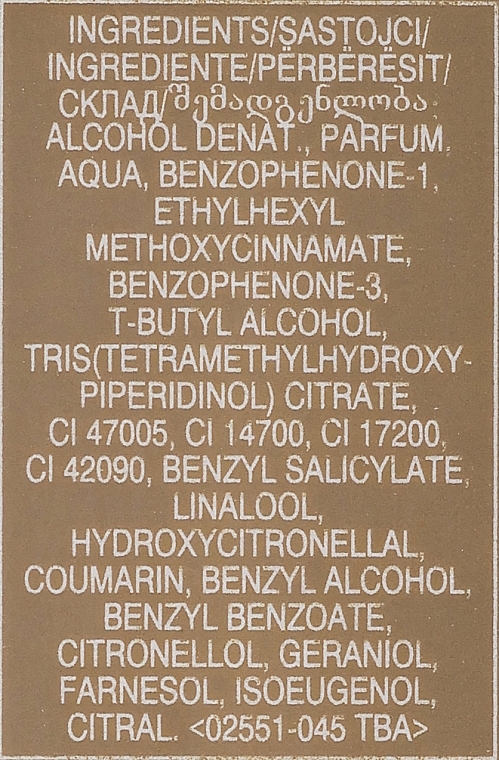 INGREDIENTS/SASTOJCI/
INGREDIENTE/PËRBËRËSIT/
СКЛАД/შემადგენლობა:
ALCOHOL DENAT., PARFUM.
AQUA, BENZOPHENONE-1,
ETHYLHEXYL
METHOXYCINNAMATE,
BENZOPHENONE-3,
T-BUTYL ALCOHOL,
TRIS(TETRAMETHYLHYDROXY-
PIPERIDINOL) CITRATE,
CI 47005, CI 14700, CI 17200,
CI 42090, BENZYL SALICYLATE,
LINALOOL,
HYDROXYCITRONELLAL,
COUMARIN, BENZYL ALCOHOL,
BENZYL BENZOATE,
CITRONELLOL, GERANIOL,
FARNESOL, ISOEUGENOL,
CITRAL. <02551-045 TBA>